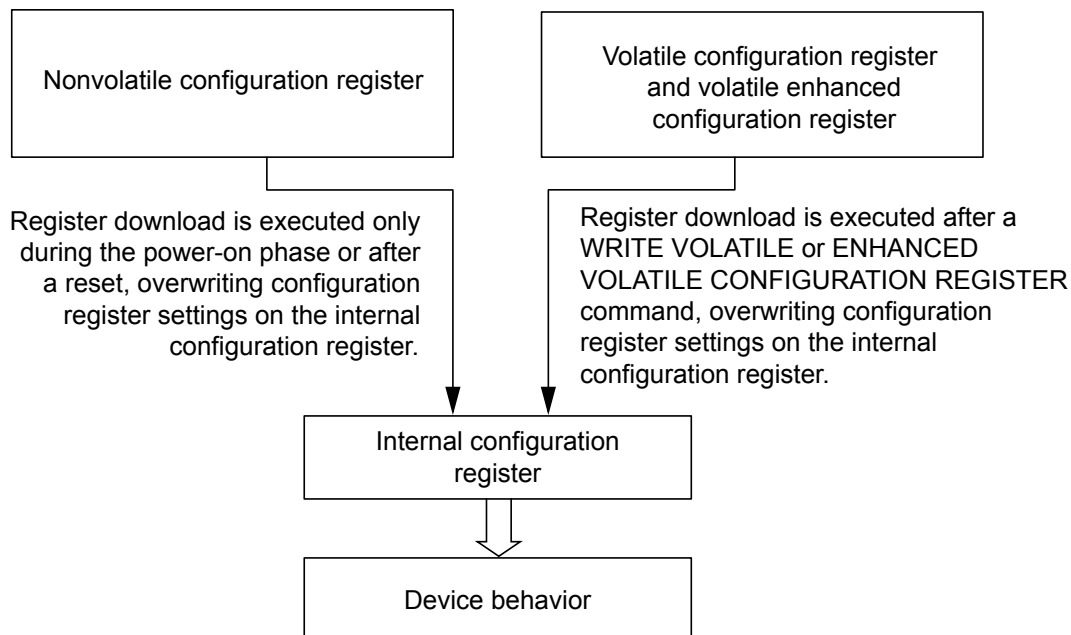 Nonvolatile configuration register
Volatile configuration register
and volatile enhanced
configuration register
Register download is executed only
during the power-on phase or after
a reset, overwriting configuration
register settings on the internal
configuration register.
Register download is executed after a
WRITE VOLATILE or ENHANCED
VOLATILE CONFIGURATION REGISTER
command, overwriting configuration
register settings on the internal
configuration register.
Internal configuration
register
Device behavior